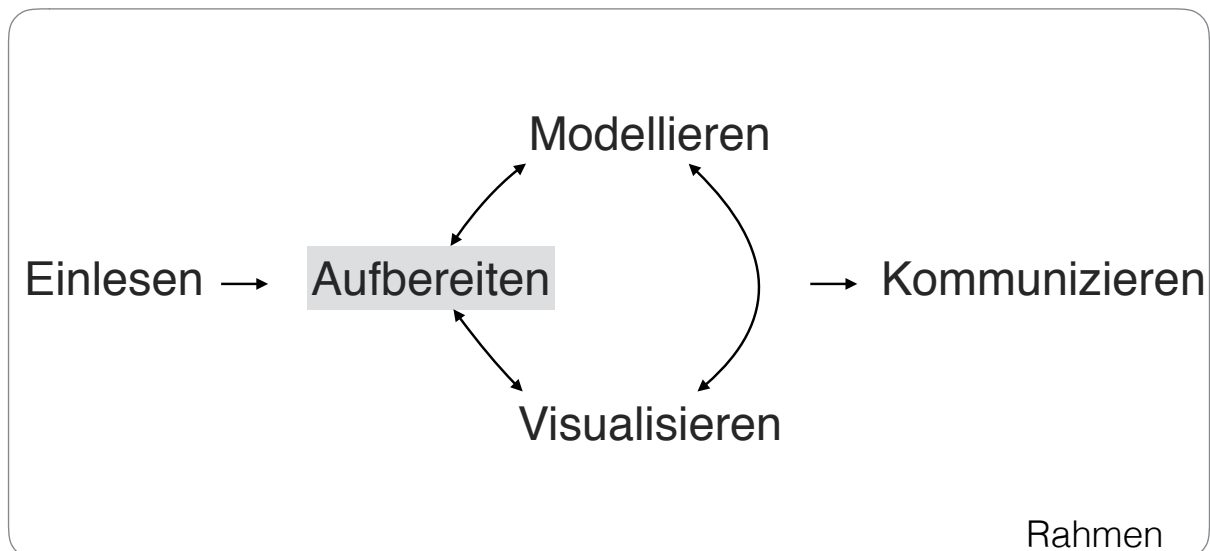 Modellieren
Einlesen
Aufbereiten
Kommunizieren
Visualisieren
Rahmen